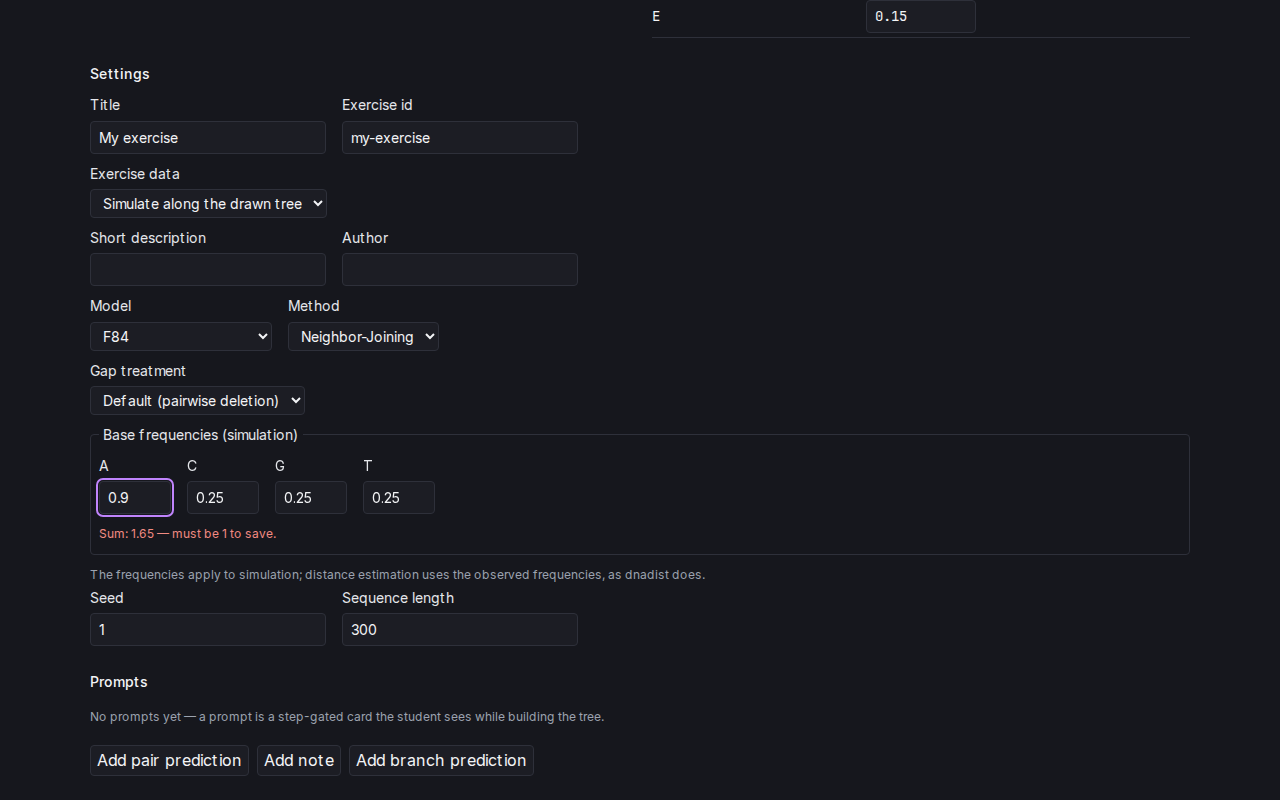 E 0.15
Settings
Title Exercise id
My exercise my-exercise
Exercise data
Simulate along the drawn tree
Short description Author
Model Method
F84 Neighbor-Joining
Gap treatment
Default (pairwise deletion)
Base frequencies (simulation)
A C G T
0.9 0.25 0.25 0.25
Sum: 1.65 — must be 1 to save.
The frequencies apply to simulation; distance estimation uses the observed frequencies, as dnadist does.
Seed Sequence length
1 300
Prompts
No prompts yet — a prompt is a step-gated card the student sees while building the tree.
Add pair prediction Add note Add branch prediction